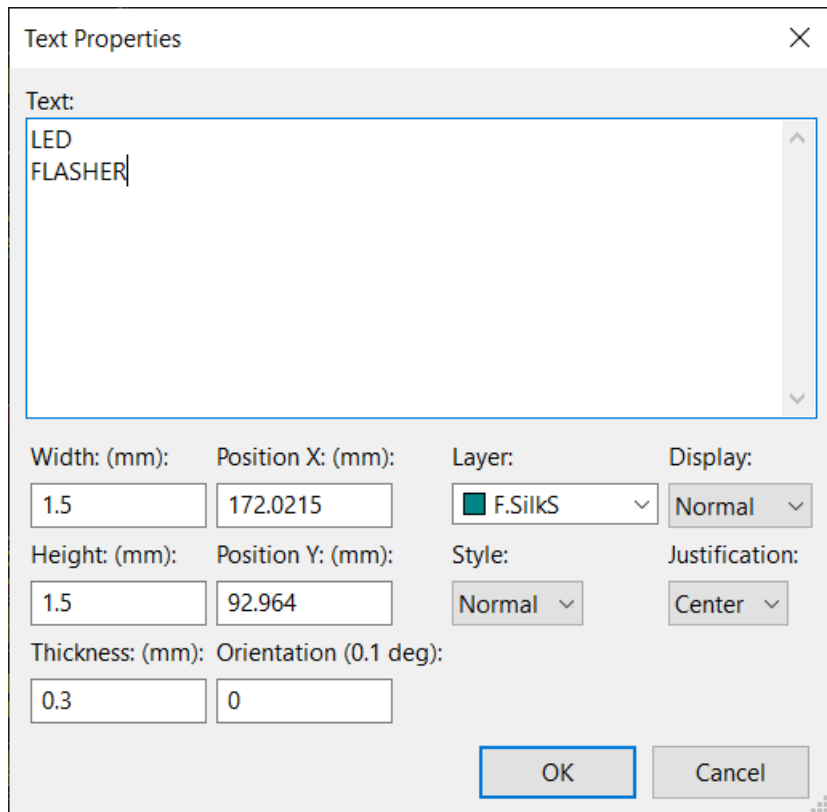 Text Properties
Text:
LED
FLASHER
Width: (mm): Position X: (mm): Layer: Display:
1.5 172.0215 F.SilkS Normal
Height: (mm): Position Y: (mm): Style: Justification:
1.5 92.964 Normal Center
Thickness: (mm): Orientation (0.1 deg):
0.3 0
OK Cancel